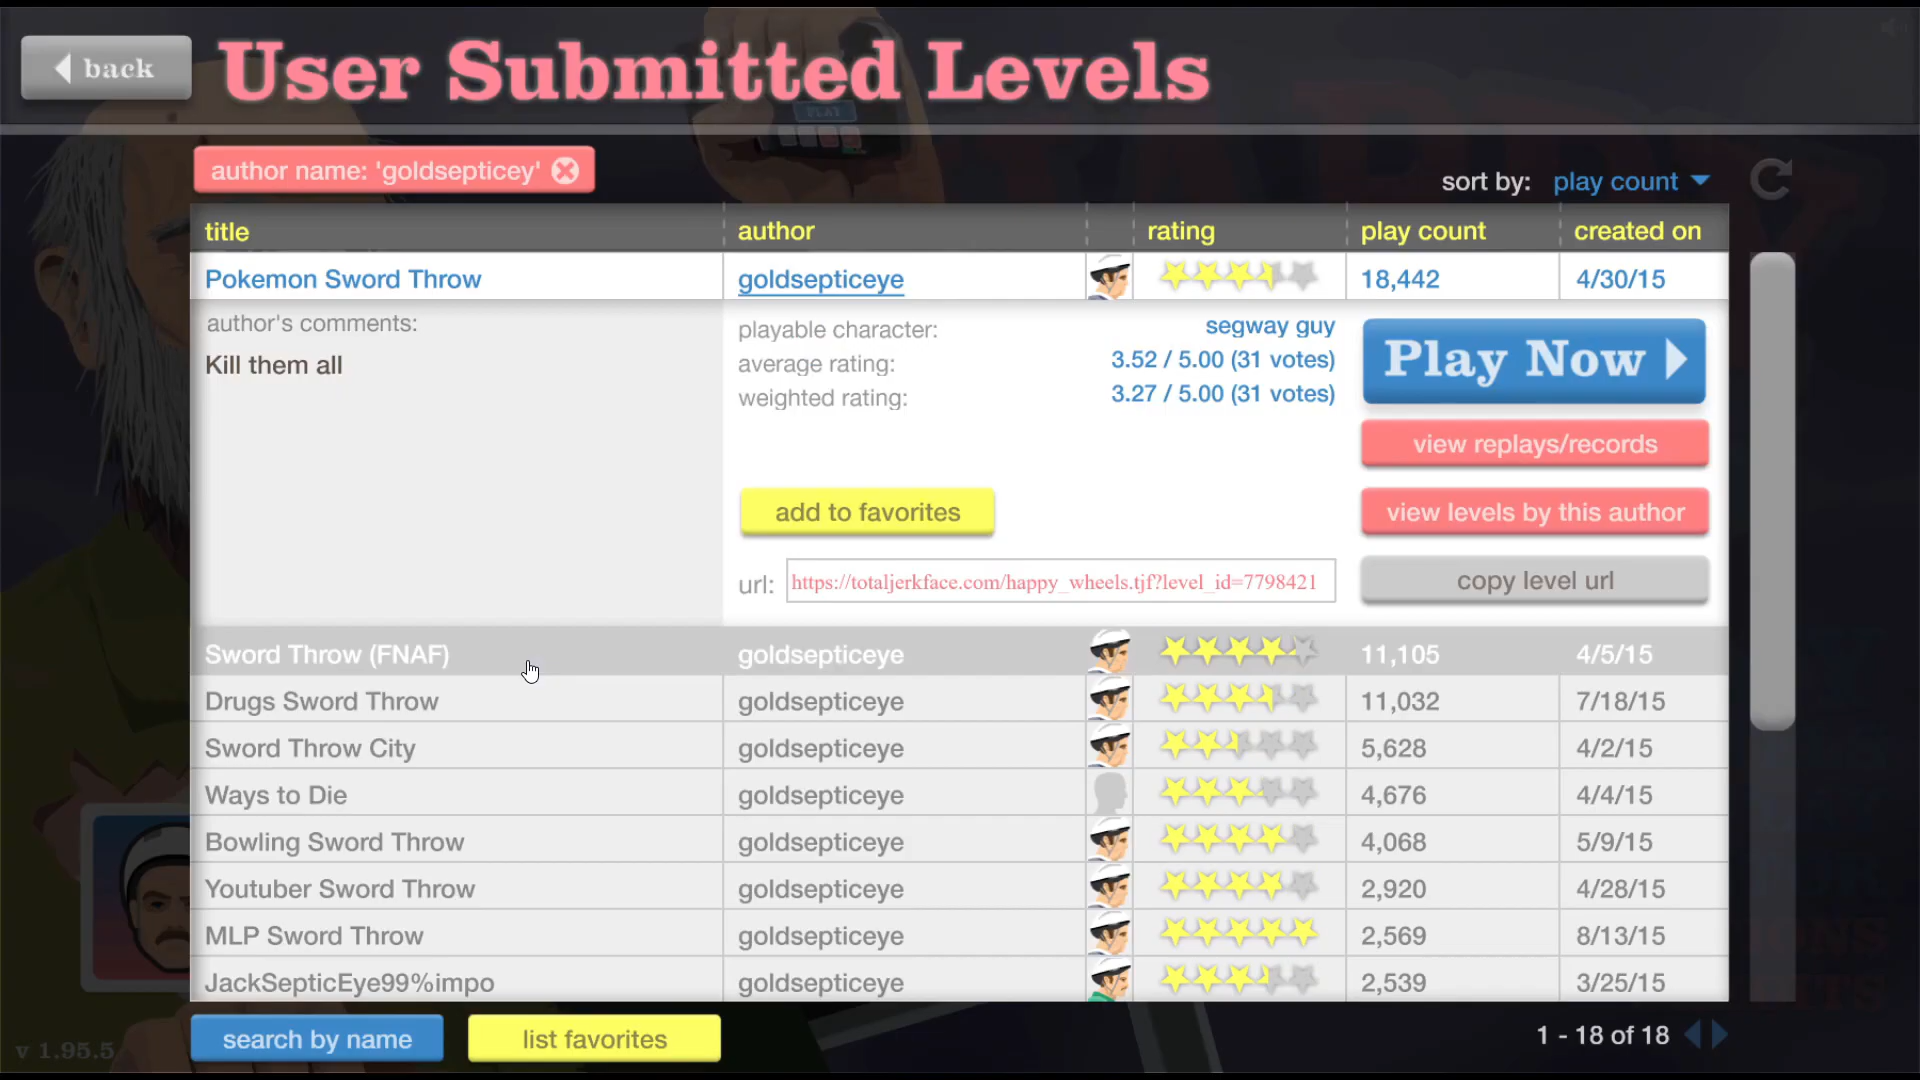 back
User Submitted Levels
author name: 'goldsepticey'
sort by: play count
title author rating play count created on
Pokemon Sword Throw goldsepticeye 18,442 4/30/15
author's comments:
Kill them all
playable character: segway guy
average rating: 3.52 / 5.00 (31 votes)
weighted rating: 3.27 / 5.00 (31 votes)
Play Now
view replays/records
add to favorites
view levels by this author
url: https://totaljerkface.com/happy_wheels.tjf?level_id=7798421
copy level url
Sword Throw (FNAF) goldsepticeye 11,105 4/5/15
Drugs Sword Throw goldsepticeye 11,032 7/18/15
Sword Throw City goldsepticeye 5,628 4/2/15
Ways to Die goldsepticeye 4,676 4/4/15
Bowling Sword Throw goldsepticeye 4,068 5/9/15
Youtuber Sword Throw goldsepticeye 2,920 4/28/15
MLP Sword Throw goldsepticeye 2,569 8/13/15
JackSepticEye99%impo goldsepticeye 2,539 3/25/15
search by name
list favorites
1 - 18 of 18
v 1.95.5
PLAY